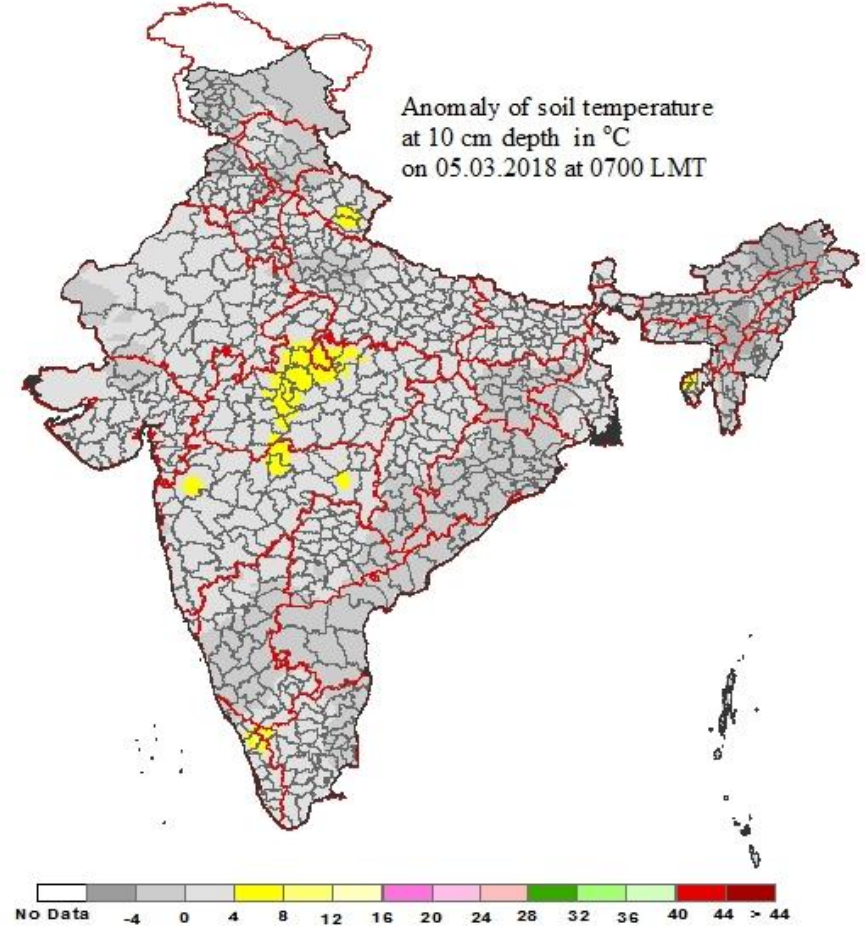 Anomaly of soil temperature
at 10 cm depth in °C
on 05.03.2018 at 0700 LMT
No Data -4 0 4 8 12 16 20 24 28 32 36 40 44 > 44